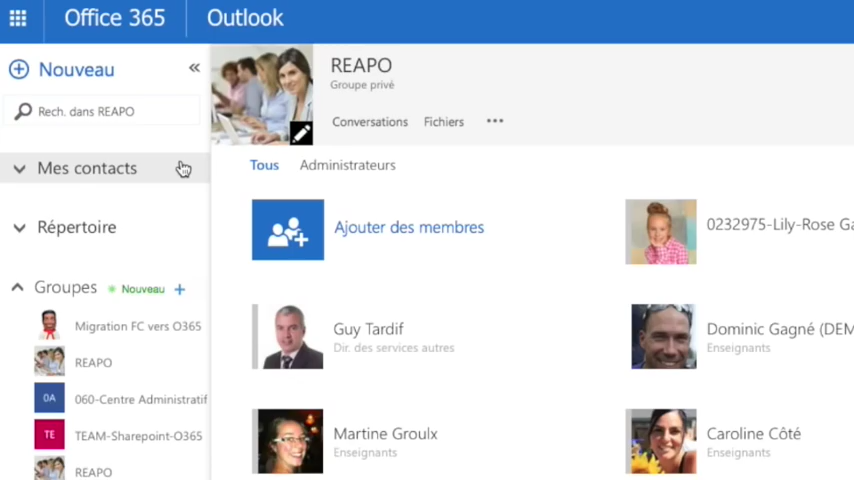 Office 365 Outlook
Nouveau «
Rech. dans REAPO
Mes contacts
Répertoire
Groupes Nouveau +
Migration FC vers O365
REAPO
0A 060-Centre Administratif
TE TEAM-Sharepoint-O365
REAPO
REAPO
Groupe privé
Conversations Fichiers •••
Tous Administrateurs
Ajouter des membres
0232975-Lily-Rose Ga
Guy Tardif
Dir. des services autres
Dominic Gagné (DEM
Enseignants
Martine Groulx
Enseignants
Caroline Côté
Enseignants